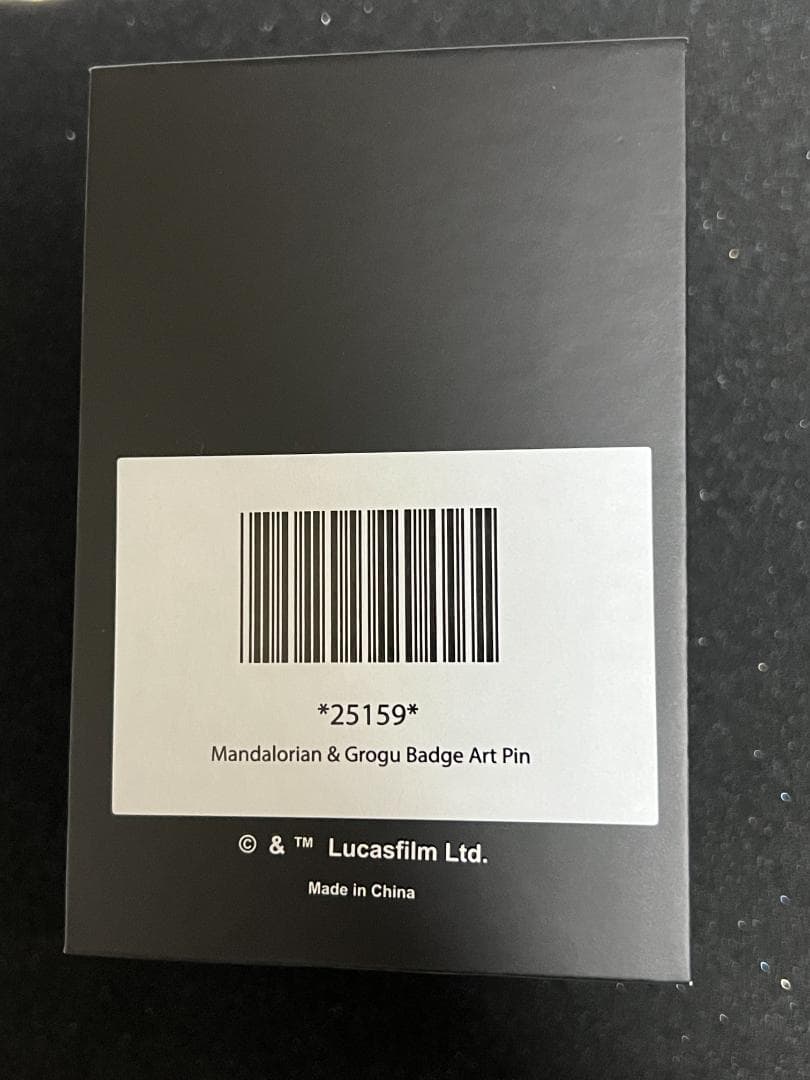 *25159*
Mandalorian & Grogu Badge Art Pin
© & ™ Lucasfilm Ltd.
Made in China